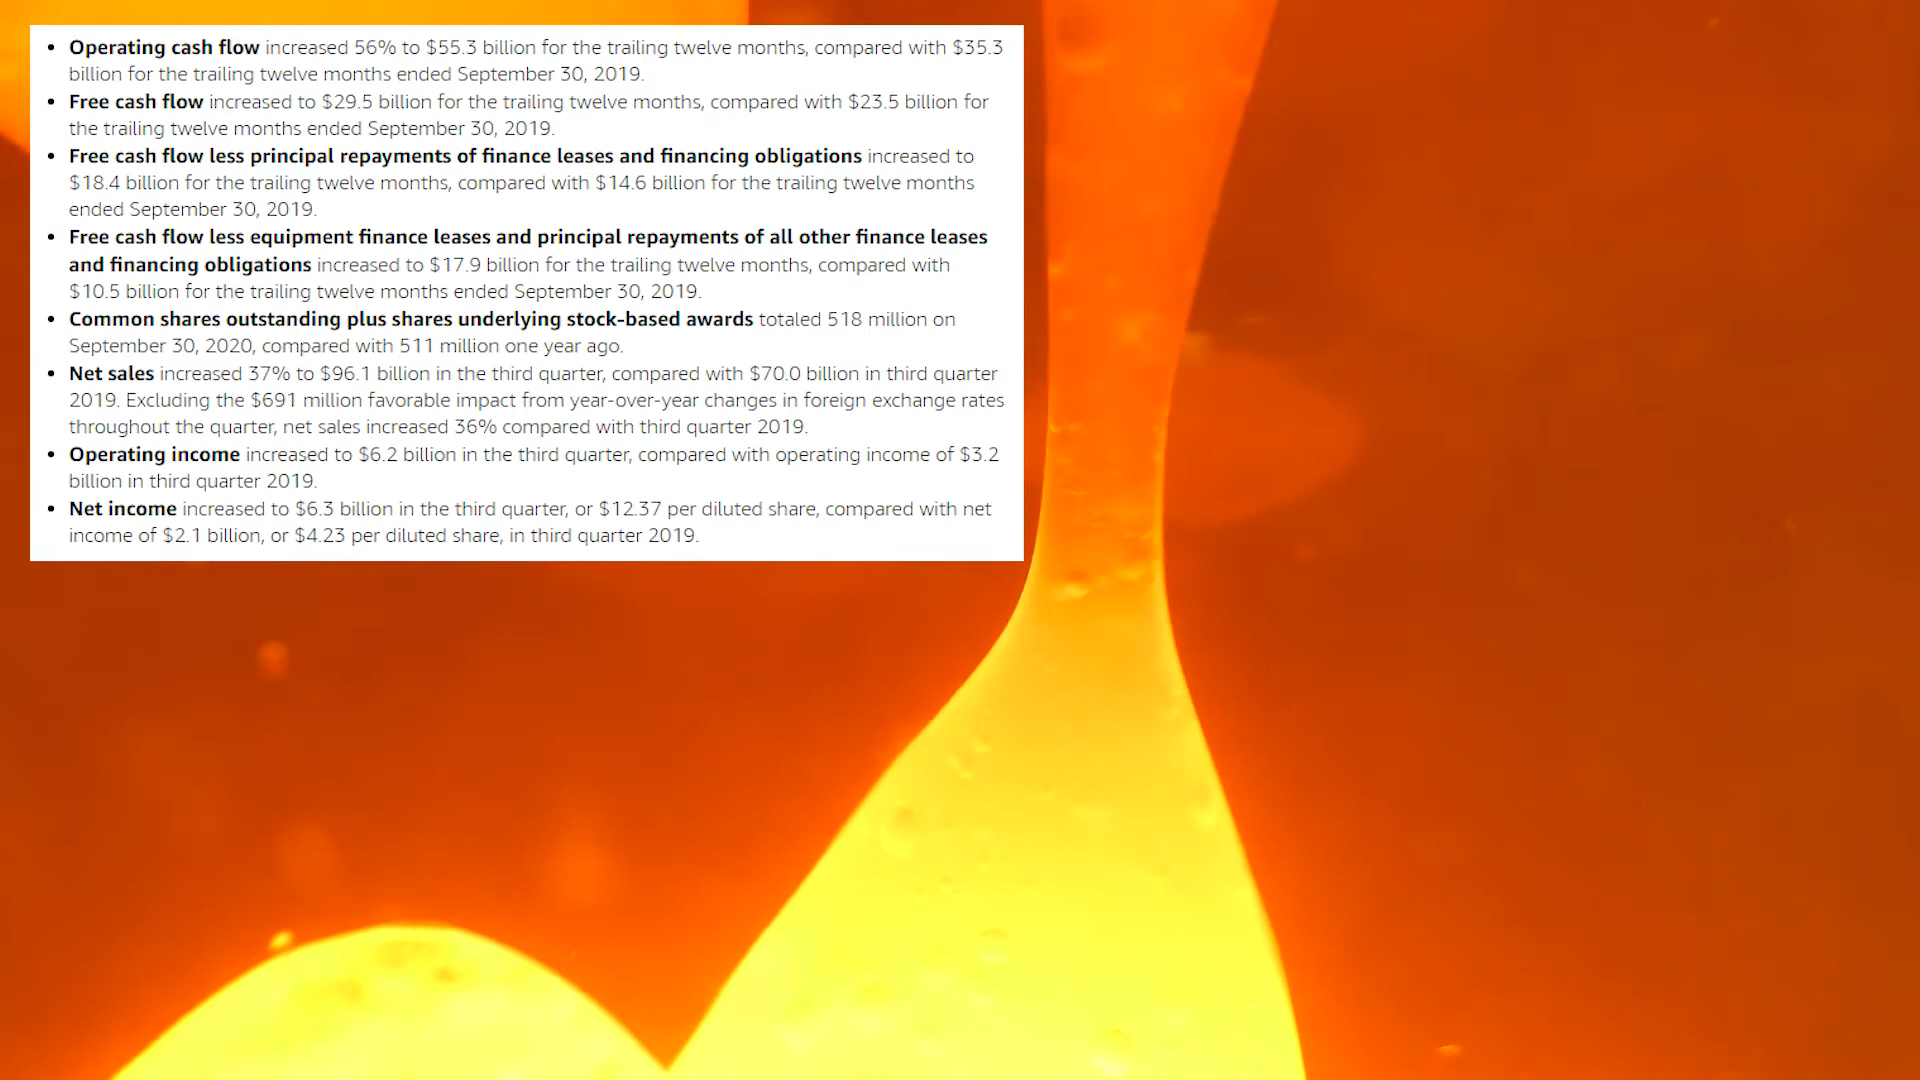 • Operating cash flow increased 56% to $55.3 billion for the trailing twelve months, compared with $35.3
billion for the trailing twelve months ended September 30, 2019.
• Free cash flow increased to $29.5 billion for the trailing twelve months, compared with $23.5 billion for
the trailing twelve months ended September 30, 2019.
• Free cash flow less principal repayments of finance leases and financing obligations increased to
$18.4 billion for the trailing twelve months, compared with $14.6 billion for the trailing twelve months
ended September 30, 2019.
• Free cash flow less equipment finance leases and principal repayments of all other finance leases
and financing obligations increased to $17.9 billion for the trailing twelve months, compared with
$10.5 billion for the trailing twelve months ended September 30, 2019.
• Common shares outstanding plus shares underlying stock-based awards totaled 518 million on
September 30, 2020, compared with 511 million one year ago.
• Net sales increased 37% to $96.1 billion in the third quarter, compared with $70.0 billion in third quarter
2019. Excluding the $691 million favorable impact from year-over-year changes in foreign exchange rates
throughout the quarter, net sales increased 36% compared with third quarter 2019.
• Operating income increased to $6.2 billion in the third quarter, compared with operating income of $3.2
billion in third quarter 2019.
• Net income increased to $6.3 billion in the third quarter, or $12.37 per diluted share, compared with net
income of $2.1 billion, or $4.23 per diluted share, in third quarter 2019.